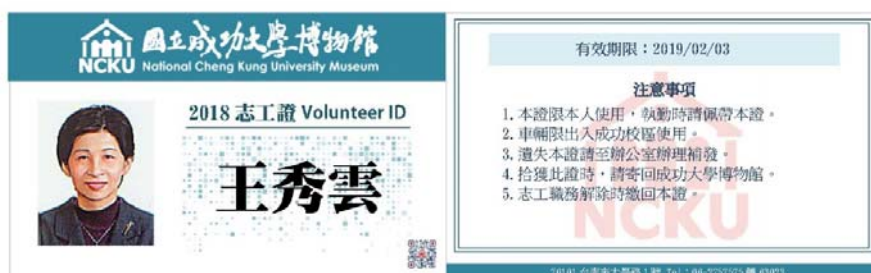 國立成功大學博物館
NCKU National Cheng Kung University Museum
2018 志工證 Volunteer ID
王秀雲
有效期限：2019/02/03
注意事項
1. 本證限本人使用，執勤時請佩帶本證。
2. 車輛限出入成功校區使用。
3. 遺失本證請至辦公室辦理補發。
4. 拾獲此證時，請寄回成功大學博物館。
5. 志工職務解除時繳回本證。
NCKU